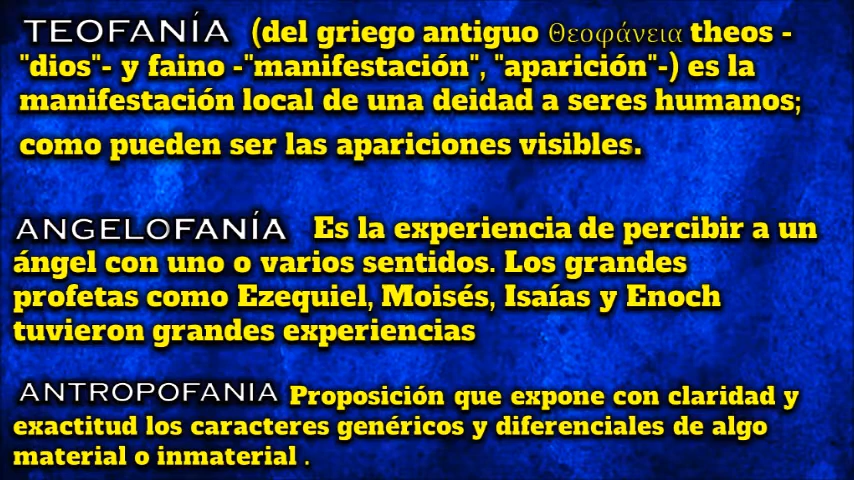 TEOFANÍA (del griego antiguo Θεοφάνεια theos -
"dios"- y faino -"manifestación", "aparición"-) es la
manifestación local de una deidad a seres humanos;
como pueden ser las apariciones visibles.
ANGELOFANÍA Es la experiencia de percibir a un
ángel con uno o varios sentidos. Los grandes
profetas como Ezequiel, Moisés, Isaías y Enoch
tuvieron grandes experiencias
ANTROPOFANIA Proposición que expone con claridad y
exactitud los caracteres genéricos y diferenciales de algo
material o inmaterial .